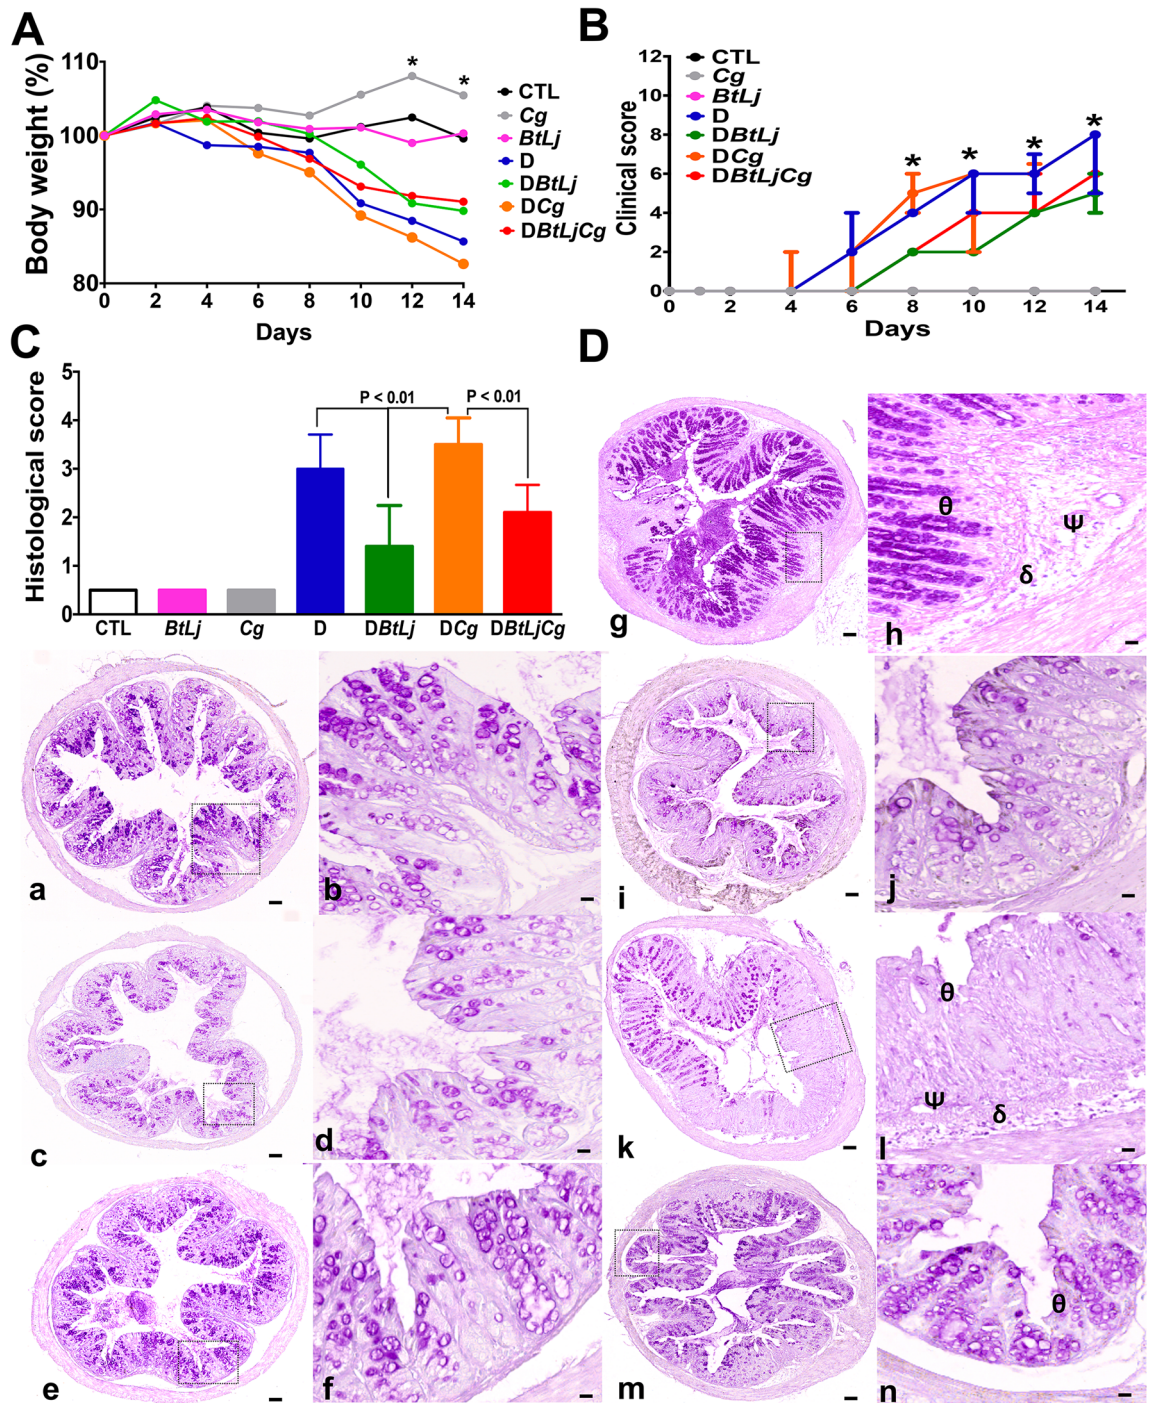 A
Body weight (%)
110
100
90
80
0 2 4 6 8 10 12 14
Days
* *
CTL
Cg
BtLj
D
DBtLj
DCg
DBtLjCg
B
Clinical score
12
10
8
6
4
2
0
0 2 4 6 8 10 12 14
Days
* * * *
CTL
Cg
BtLj
D
DBtLj
DCg
DBtLjCg
C
Histological score
5
4
3
2
1
0
P < 0.01 P < 0.01
CTL BtLj Cg D DBtLj DCg DBtLjCg
D
g
θ
Ψ
δ
h
a
b
i
j
c
d
k
θ
Ψ
δ
l
e
f
m
θ
n